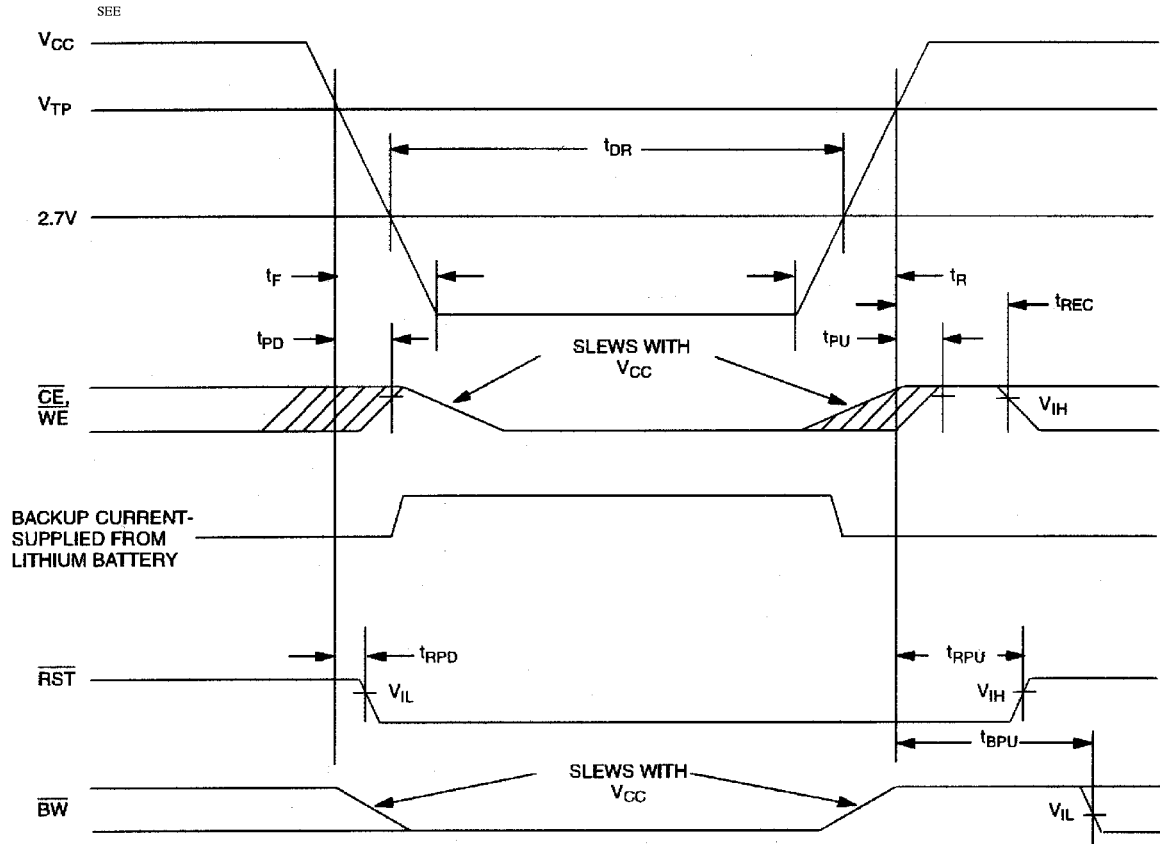 SEE
VCC
VTP
tDR
2.7V
tF
tR
tREC
tPD
tPU
SLEWS WITH
VCC
CE,
WE
VIH
BACKUP CURRENT-
SUPPLIED FROM
LITHIUM BATTERY
tRPD
tRPU
RST
VIL
VIH
tBPU
SLEWS WITH
VCC
BW
VIL